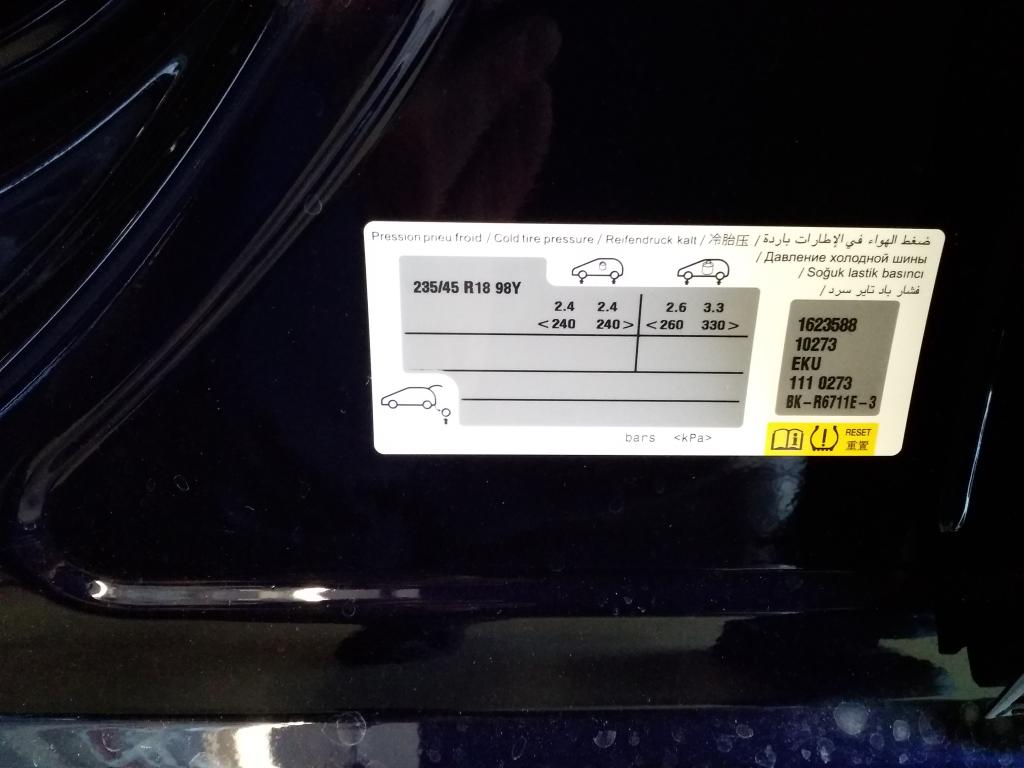 Pression pneu froid / Cold tire pressure / Reifendruck kalt / 冷胎压 / ضغط الهواء في الإطارات باردة
/ Давление холодной шины
/ Soğuk lastik basıncı
/ فشار باد تایر سرد
235/45 R18 98Y
2.4 2.4 2.6 3.3
<240 240> <260 330>
bars <kPa>
1623588
10273
EKU
111 0273
BK-R6711E-3
RESET
重置